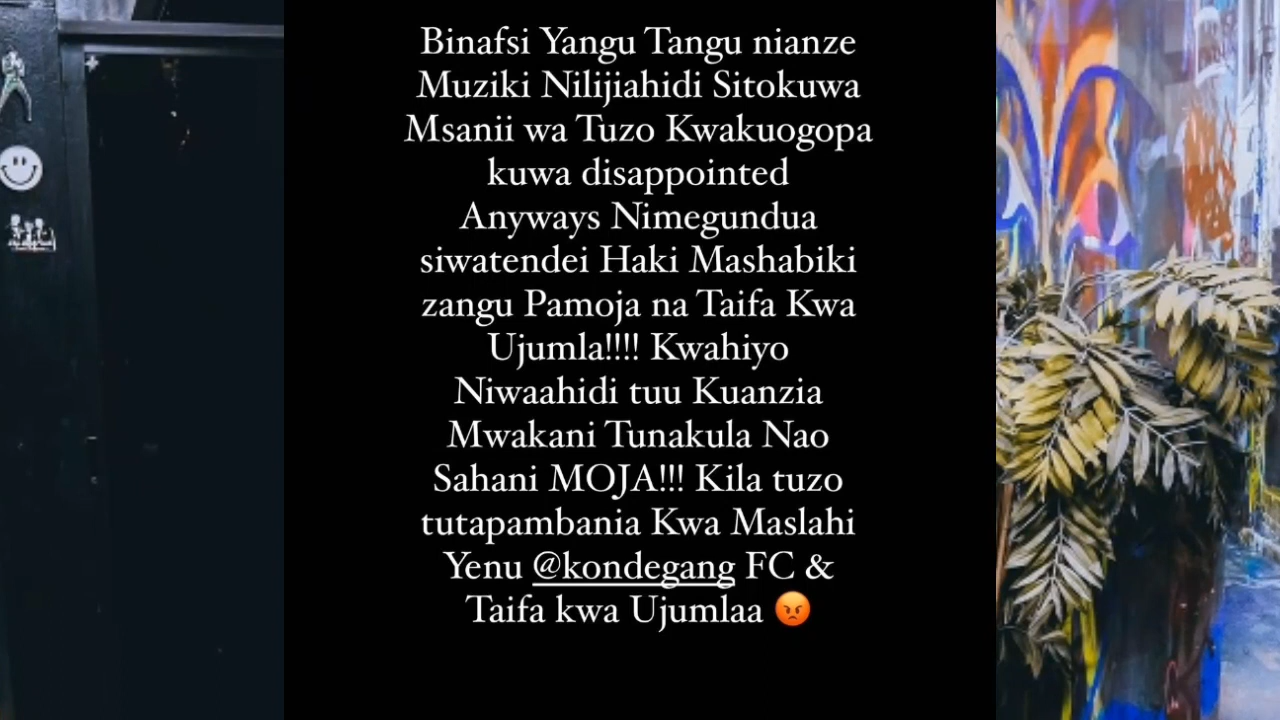 Binafsi Yangu Tangu nianze
Muziki Nilijiahidi Sitokuwa
Msanii wa Tuzo Kwakuogopa
kuwa disappointed
Anyways Nimegundua
siwatendei Haki Mashabiki
zangu Pamoja na Taifa Kwa
Ujumla!!!! Kwahiyo
Niwaahidi tuu Kuanzia
Mwakani Tunakula Nao
Sahani MOJA!!! Kila tuzo
tutapambania Kwa Maslahi
Yenu @kondegang FC &
Taifa kwa Ujumlaa 😡